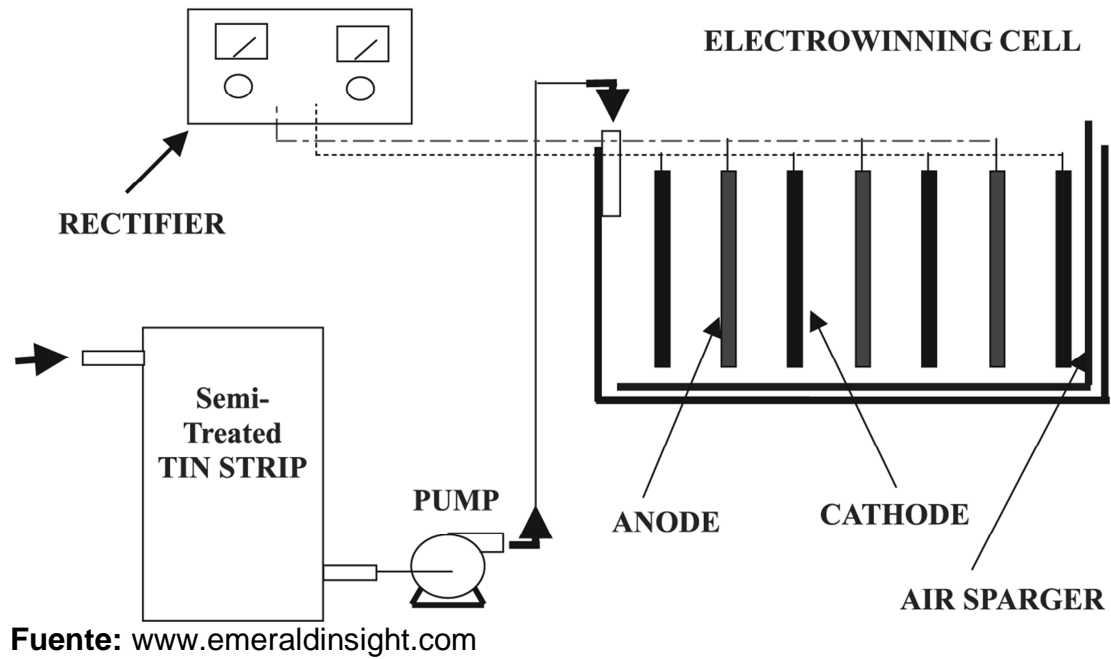 ELECTROWINNING CELL
RECTIFIER
Semi-
Treated
TIN STRIP
PUMP
ANODE
CATHODE
AIR SPARGER
Fuente: www.emeraldinsight.com